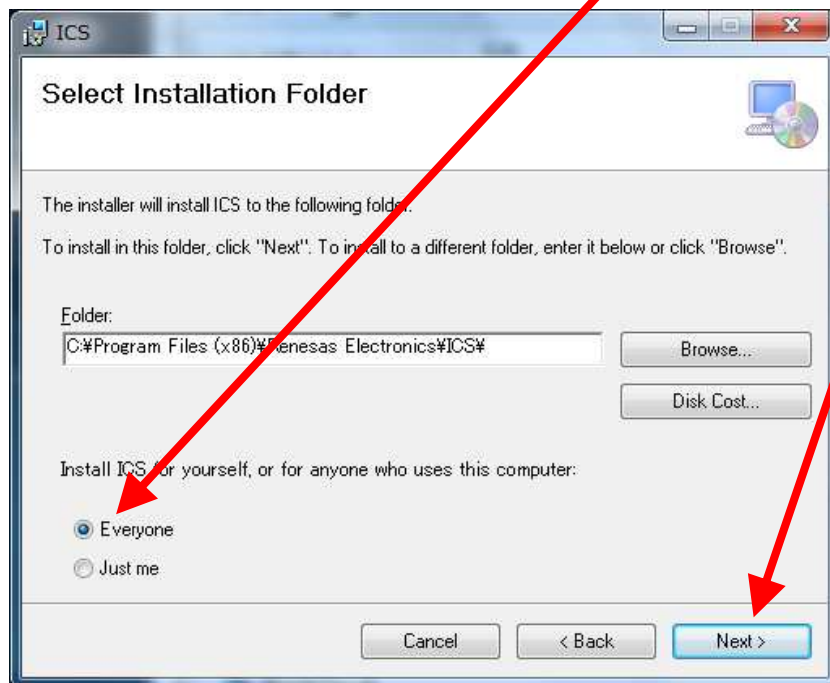 ICS
Select Installation Folder
The installer will install ICS to the following folder.
To install in this folder, click "Next". To install to a different folder, enter it below or click "Browse".
Folder:
C:¥Program Files (x86)¥Renesas Electronics¥ICS¥
Browse...
Disk Cost...
Install ICS for yourself, or for anyone who uses this computer:
Everyone
Just me
Cancel
< Back
Next >